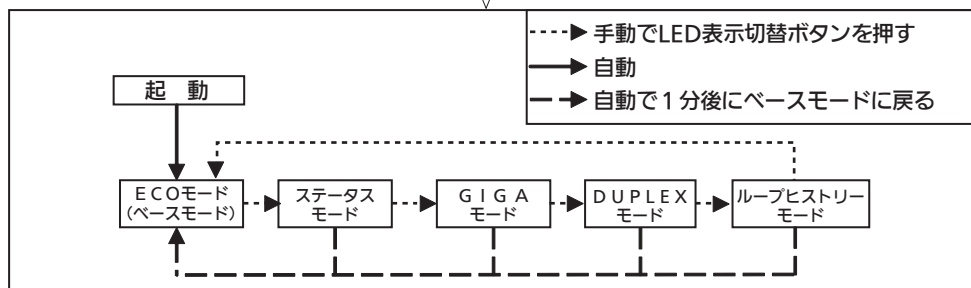 手動でLED表示切替ボタンを押す
自動
自動で1分後にベースモードに戻る
起 動
ECOモード
(ベースモード)
ステータス
モード
GIGA
モード
DUPLEX
モード
ループヒストリー
モード